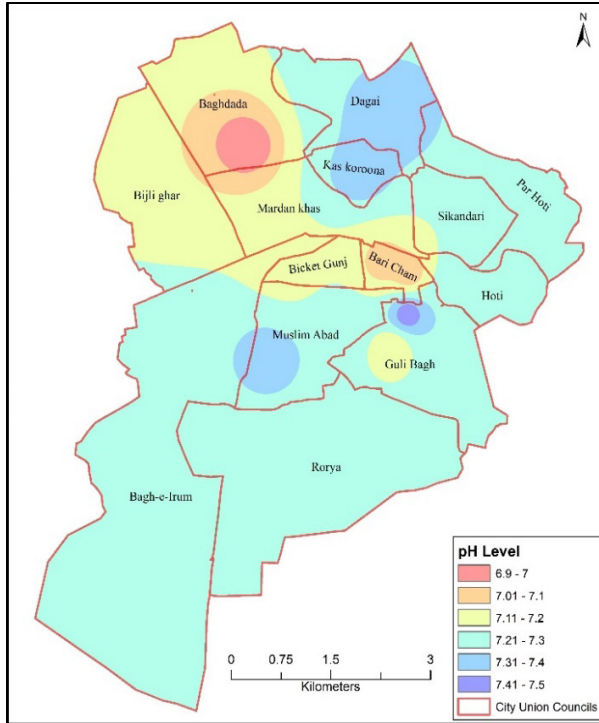 N
Baghdada
Dagai
Kas koroona
Par Hoti
Bijli ghar
Mardan khas
Sikandari
Bicket Gunj
Bari Cham
Hoti
Muslim Abad
Guli Bagh
Bagh-e-Irum
Rorya
pH Level
6.9 - 7
7.01 - 7.1
7.11 - 7.2
7.21 - 7.3
7.31 - 7.4
7.41 - 7.5
City Union Councils
0 0.75 1.5 3
Kilometers